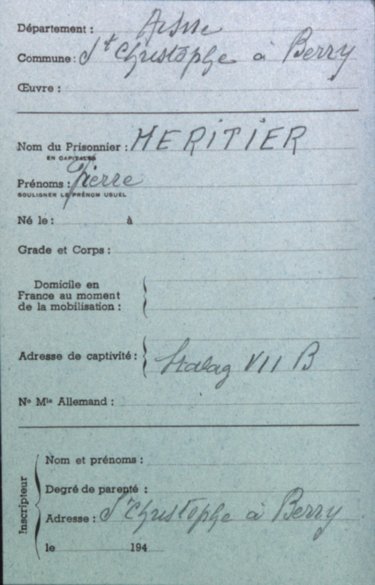 Département : Aisne
Commune : St Christophe à Berry
Œuvre :
Nom du Prisonnier : MERITIER
EN CAPITALES
Prénoms : Pierre
SOULIGNER LE PRÉNOM USUEL
Né le : à
Grade et Corps :
Domicile en
France au moment
de la mobilisation :
Adresse de captivité : Stalag VII B
No Mle Allemand :
Inscripteur
Nom et prénoms :
Degré de parenté :
Adresse : St Christophe à Berry
le 194